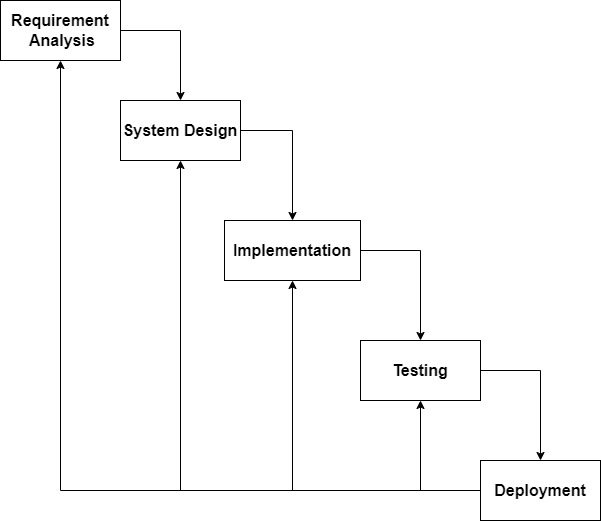 Requirement
Analysis
System Design
Implementation
Testing
Deployment